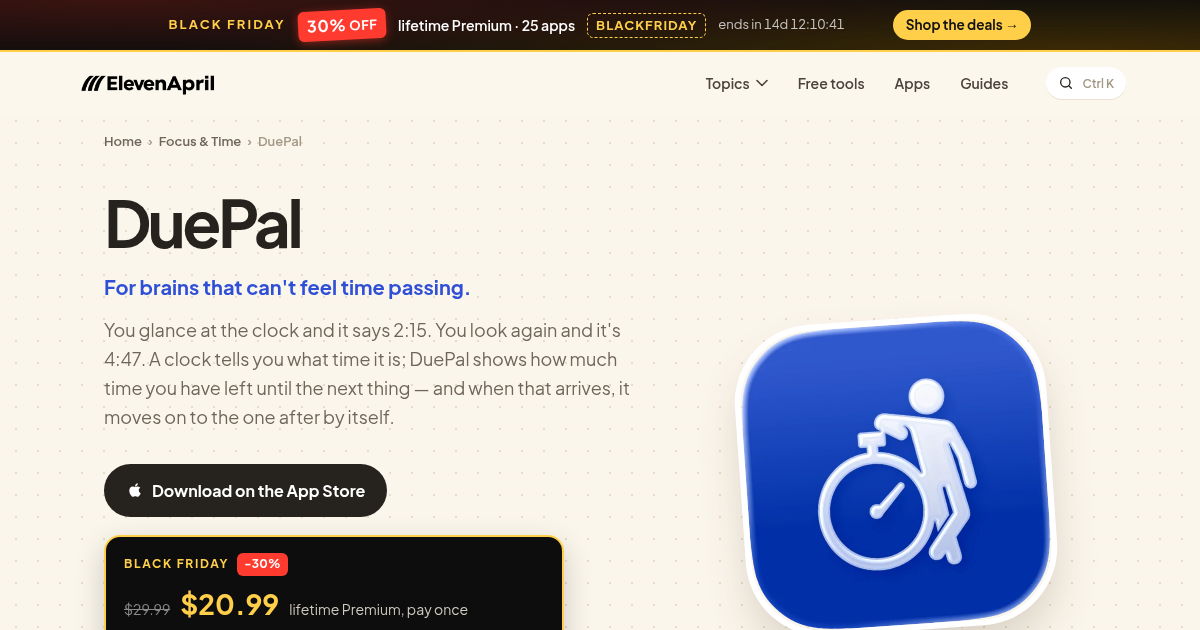 BLACK FRIDAY 30% OFF lifetime Premium · 25 apps BLACKFRIDAY ends in 14d 12:10:41 Shop the deals →
ElevenApril Topics Free tools Apps Guides Ctrl K
Home › Focus & Time › DuePal
DuePal
For brains that can't feel time passing.
You glance at the clock and it says 2:15. You look again and it's
4:47. A clock tells you what time it is; DuePal shows how much
time you have left until the next thing — and when that arrives, it
moves on to the one after by itself.
Download on the App Store
BLACK FRIDAY -30%
$29.99 $20.99 lifetime Premium, pay once